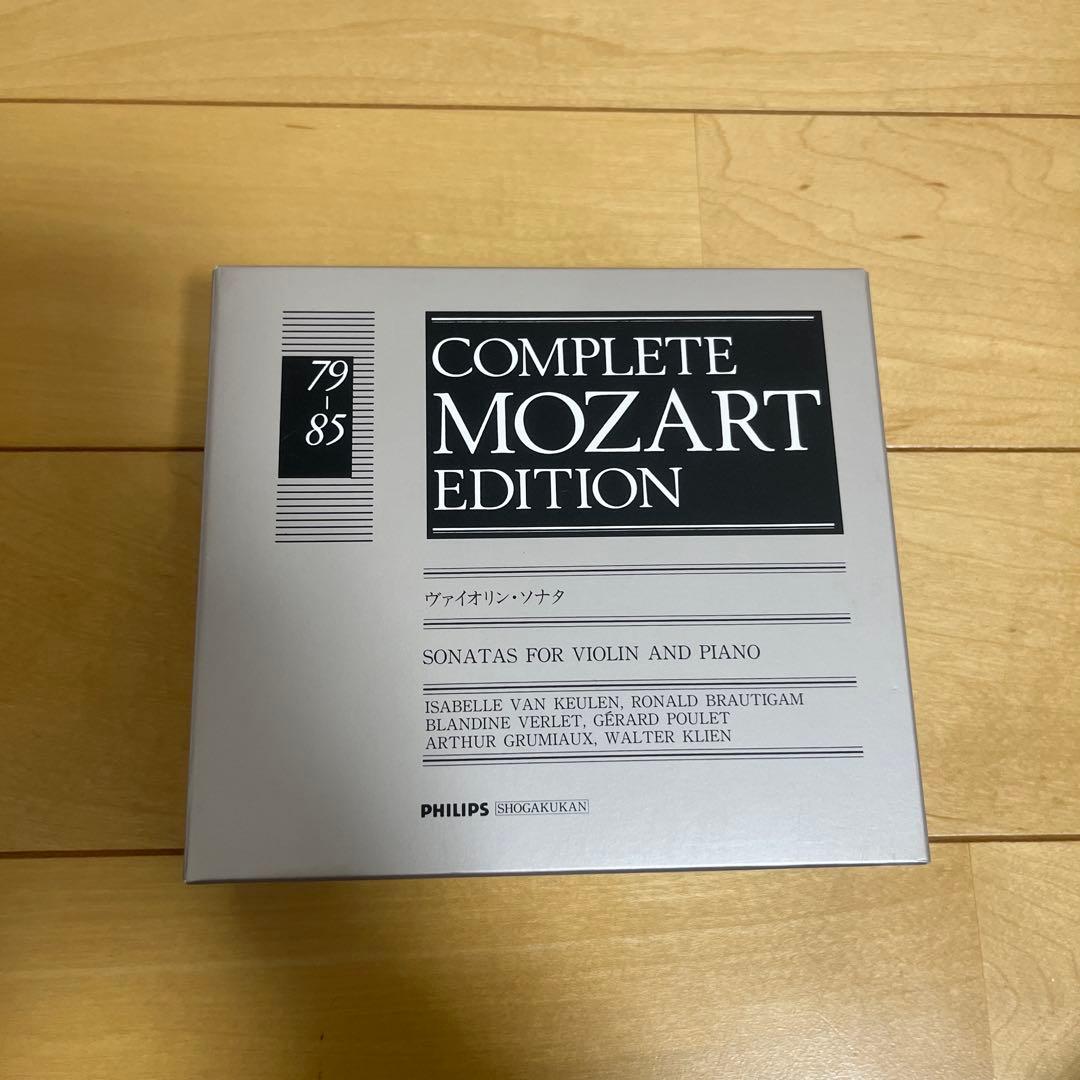 79
-
85
COMPLETE
MOZART
EDITION
ヴァイオリン・ソナタ
SONATAS FOR VIOLIN AND PIANO
ISABELLE VAN KEULEN, RONALD BRAUTIGAM
BLANDINE VERLET, GÉRARD POULET
ARTHUR GRUMIAUX, WALTER KLIEN
PHILIPS SHOGAKUKAN